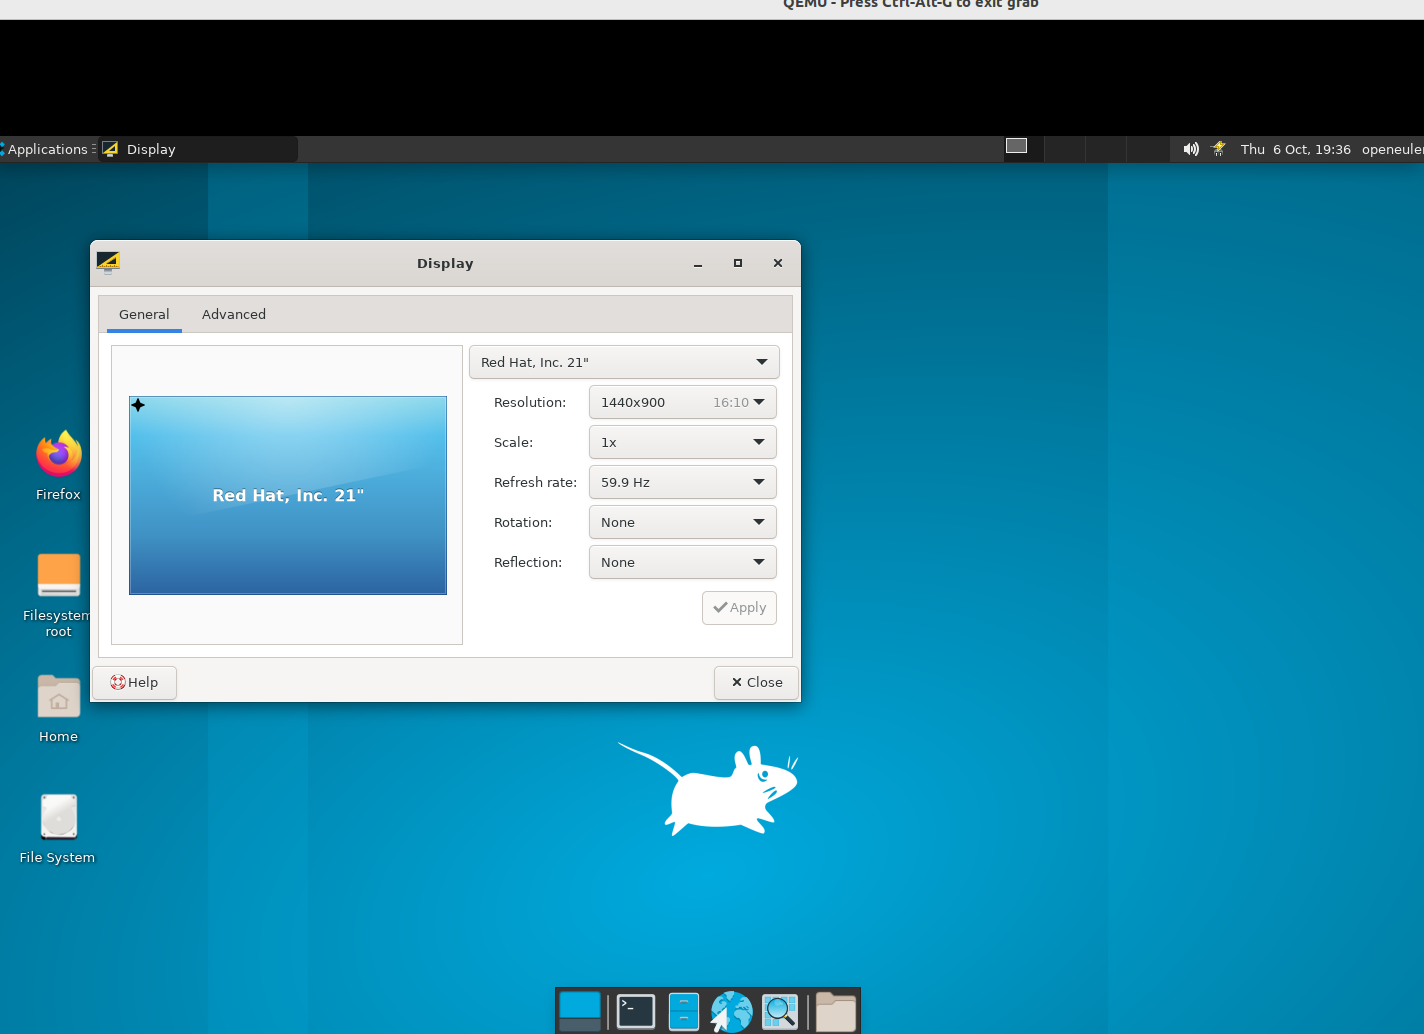 QEMU - Press Ctrl-Alt-G to exit grab
Applications
Display
Thu 6 Oct, 19:36
openeuler
Display
General
Advanced
Red Hat, Inc. 21"
Red Hat, Inc. 21"
Resolution:
1440x900 16:10
Scale:
1x
Refresh rate:
59.9 Hz
Rotation:
None
Reflection:
None
Apply
Help
Close
Firefox
Filesystem
root
Home
File System